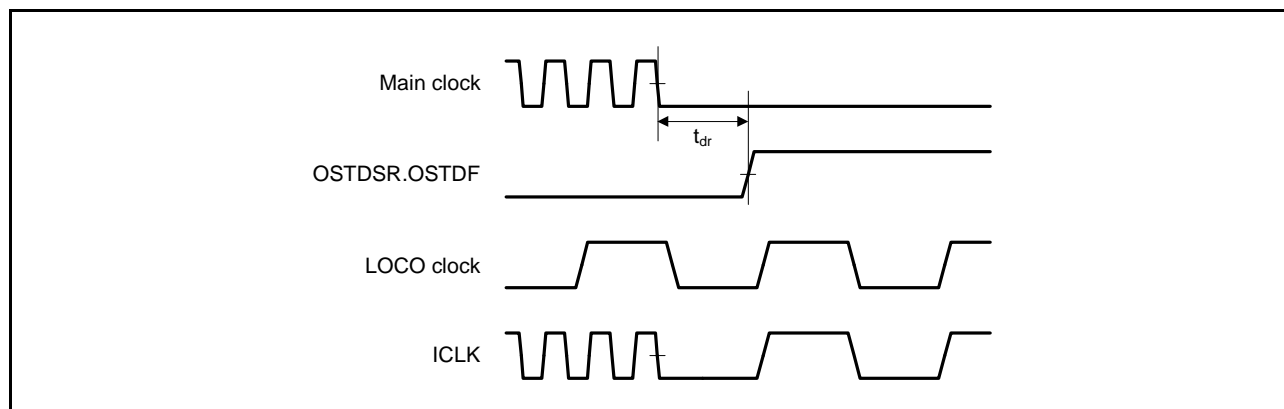 Main clock
tdr
OSTDSR.OSTDF
LOCO clock
ICLK